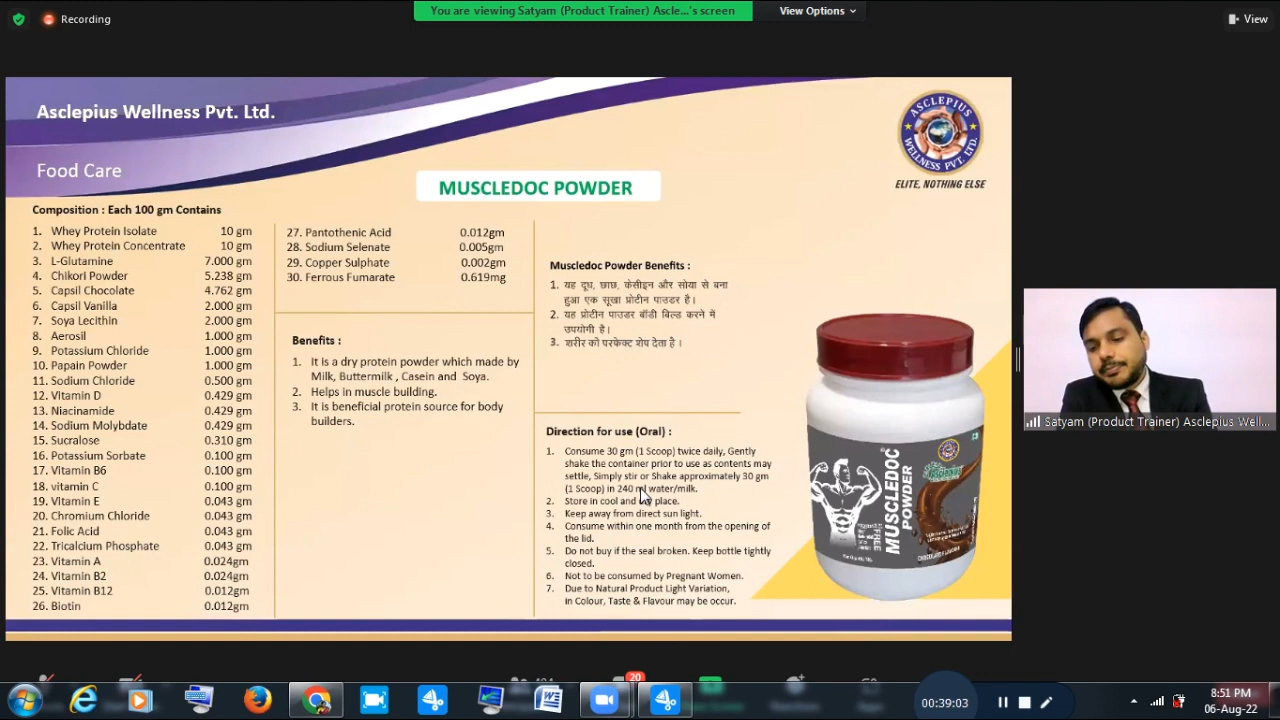 Recording
You are viewing Satyam (Product Trainer) Ascle...'s screen
View Options
View
Asclepius Wellness Pvt. Ltd.
Food Care
ASCLEPIUS
WELLNESS PVT. LTD.
ELITE, NOTHING ELSE
MUSCLEDOC POWDER
Composition : Each 100 gm Contains
1. Whey Protein Isolate 10 gm
2. Whey Protein Concentrate 10 gm
3. L-Glutamine 7.000 gm
4. Chikori Powder 5.238 gm
5. Capsil Chocolate 4.762 gm
6. Capsil Vanilla 2.000 gm
7. Soya Lecithin 2.000 gm
8. Aerosil 1.000 gm
9. Potassium Chloride 1.000 gm
10. Papain Powder 1.000 gm
11. Sodium Chloride 0.500 gm
12. Vitamin D 0.429 gm
13. Niacinamide 0.429 gm
14. Sodium Molybdate 0.429 gm
15. Sucralose 0.310 gm
16. Potassium Sorbate 0.100 gm
17. Vitamin B6 0.100 gm
18. vitamin C 0.100 gm
19. Vitamin E 0.043 gm
20. Chromium Chloride 0.043 gm
21. Folic Acid 0.043 gm
22. Tricalcium Phosphate 0.043 gm
23. Vitamin A 0.024gm
24. Vitamin B2 0.024gm
25. Vitamin B12 0.012gm
26. Biotin 0.012gm
27. Pantothenic Acid 0.012gm
28. Sodium Selenate 0.005gm
29. Copper Sulphate 0.002gm
30. Ferrous Fumarate 0.619mg
Benefits :
1. It is a dry protein powder which made by
Milk, Buttermilk , Casein and Soya.
2. Helps in muscle building.
3. It is beneficial protein source for body
builders.
Muscledoc Powder Benefits :
1. यह दूध, छाछ, केसीइन और सोया से बना
हुआ एक सूखा प्रोटीन पाउडर है।
2. यह प्रोटीन पाउडर बॉडी बिल्ड करने में
उपयोगी है।
3. शरीर को परफेक्ट शेप देता है ।
Direction for use (Oral) :
1. Consume 30 gm (1 Scoop) twice daily, Gently
shake the container prior to use as contents may
settle, Simply stir or Shake approximately 30 gm
(1 Scoop) in 240 ml water/milk.
2. Store in cool and dry place.
3. Keep away from direct sun light.
4. Consume within one month from the opening of
the lid.
5. Do not buy if the seal broken. Keep bottle tightly
closed.
6. Not to be consumed by Pregnant Women.
7. Due to Natural Product Light Variation,
in Colour, Taste & Flavour may be occur.
MUSCLEDOC
POWDER
FREE
Satyam (Product Trainer) Asclepius Well...
20
00:39:03
8:51 PM
06-Aug-22